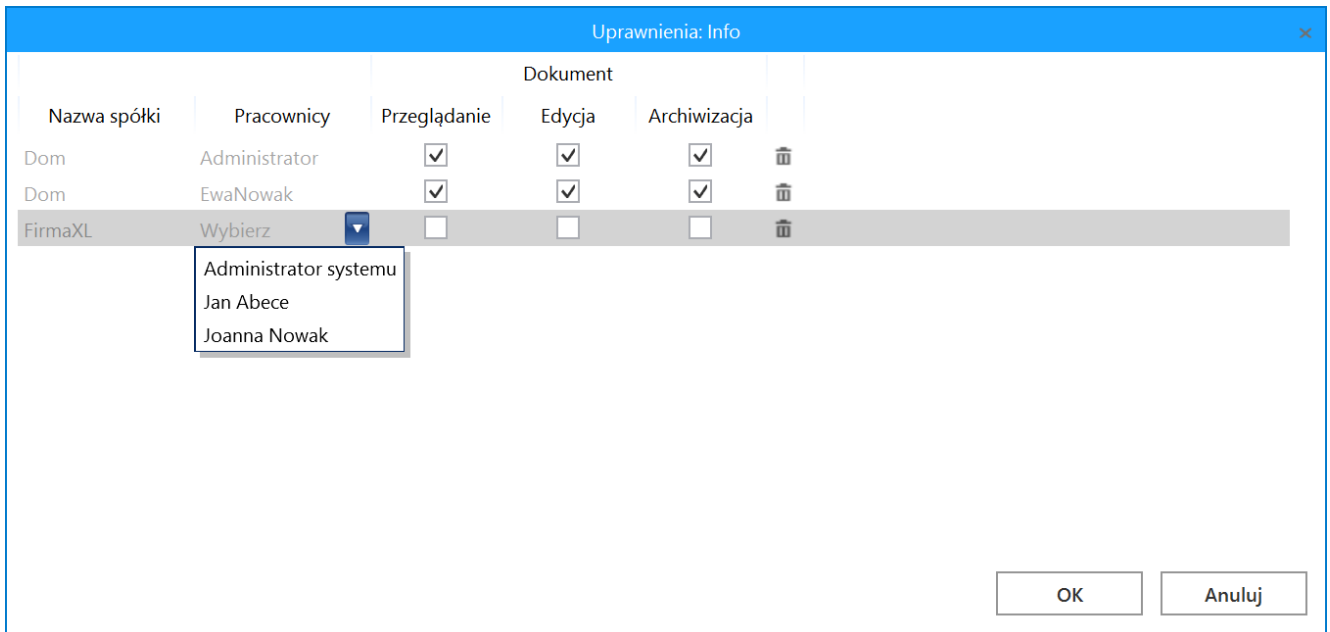 Uprawnienia: Info
Dokument
Nazwa spółki Pracownicy Przeglądanie Edycja Archiwizacja
Dom Administrator
Dom EwaNowak
FirmaXL Wybierz
Administrator systemu
Jan Abece
Joanna Nowak
OK Anuluj